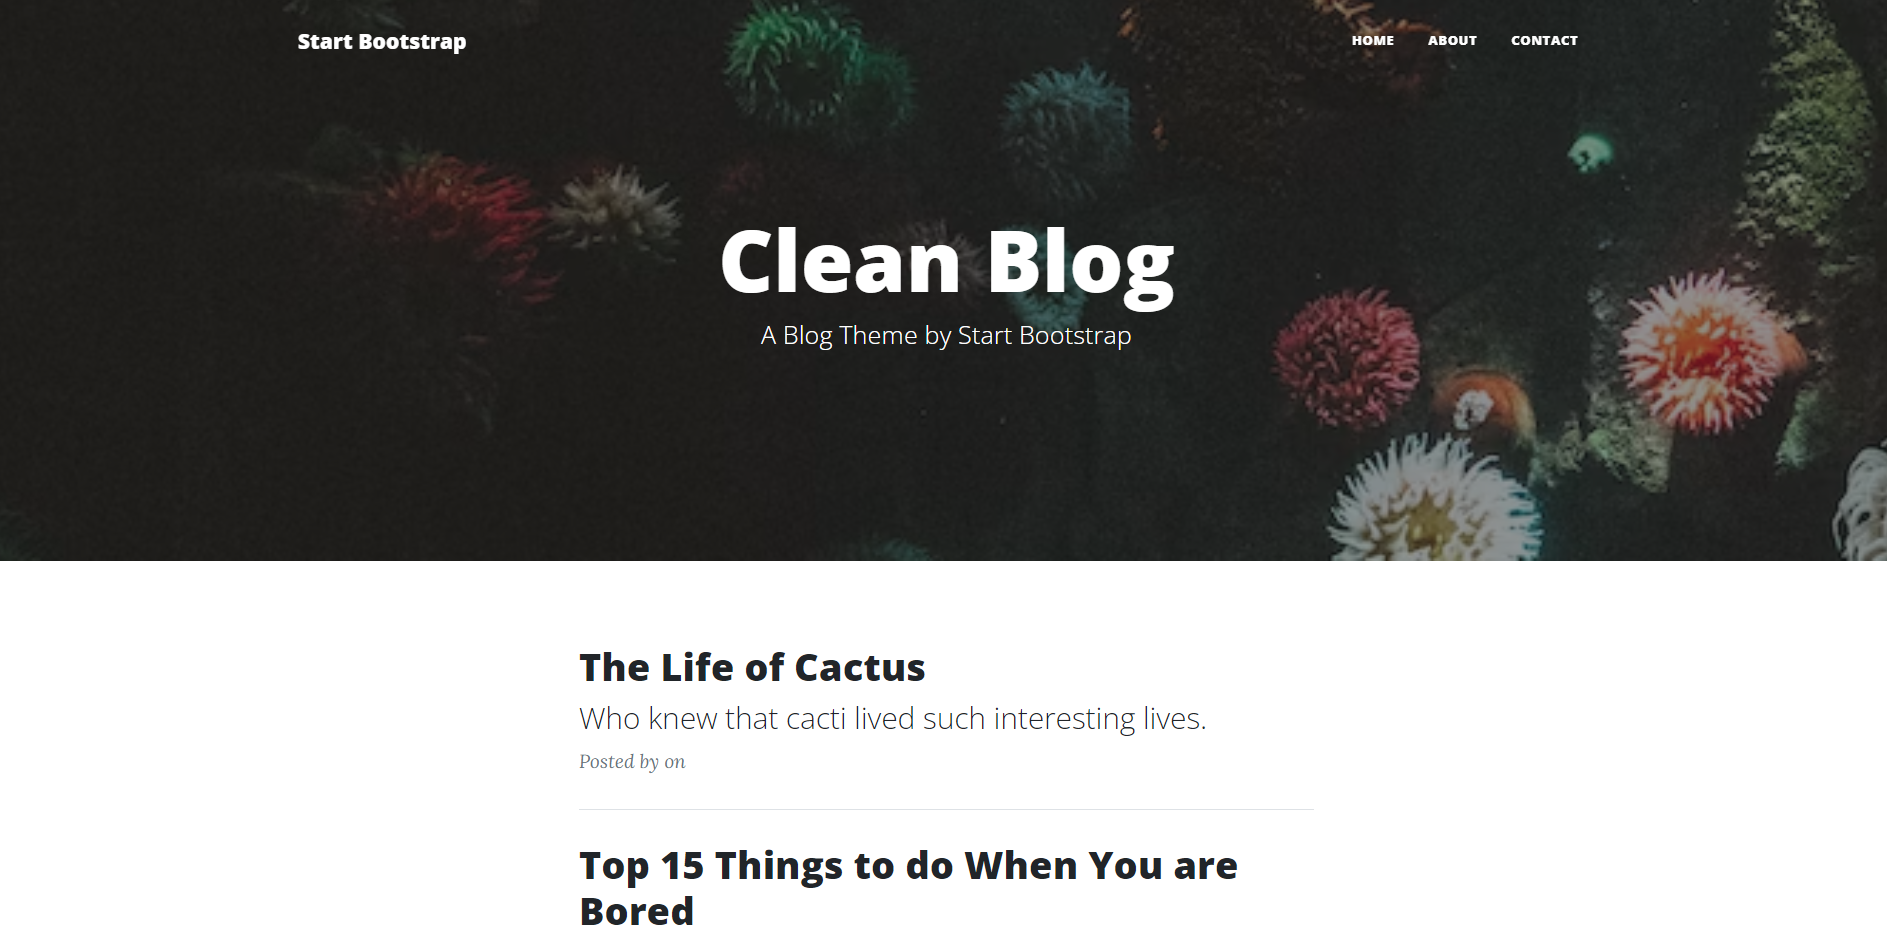 Start Bootstrap
HOME ABOUT CONTACT
Clean Blog
A Blog Theme by Start Bootstrap
The Life of Cactus
Who knew that cacti lived such interesting lives.
Posted by on
Top 15 Things to do When You are
Bored